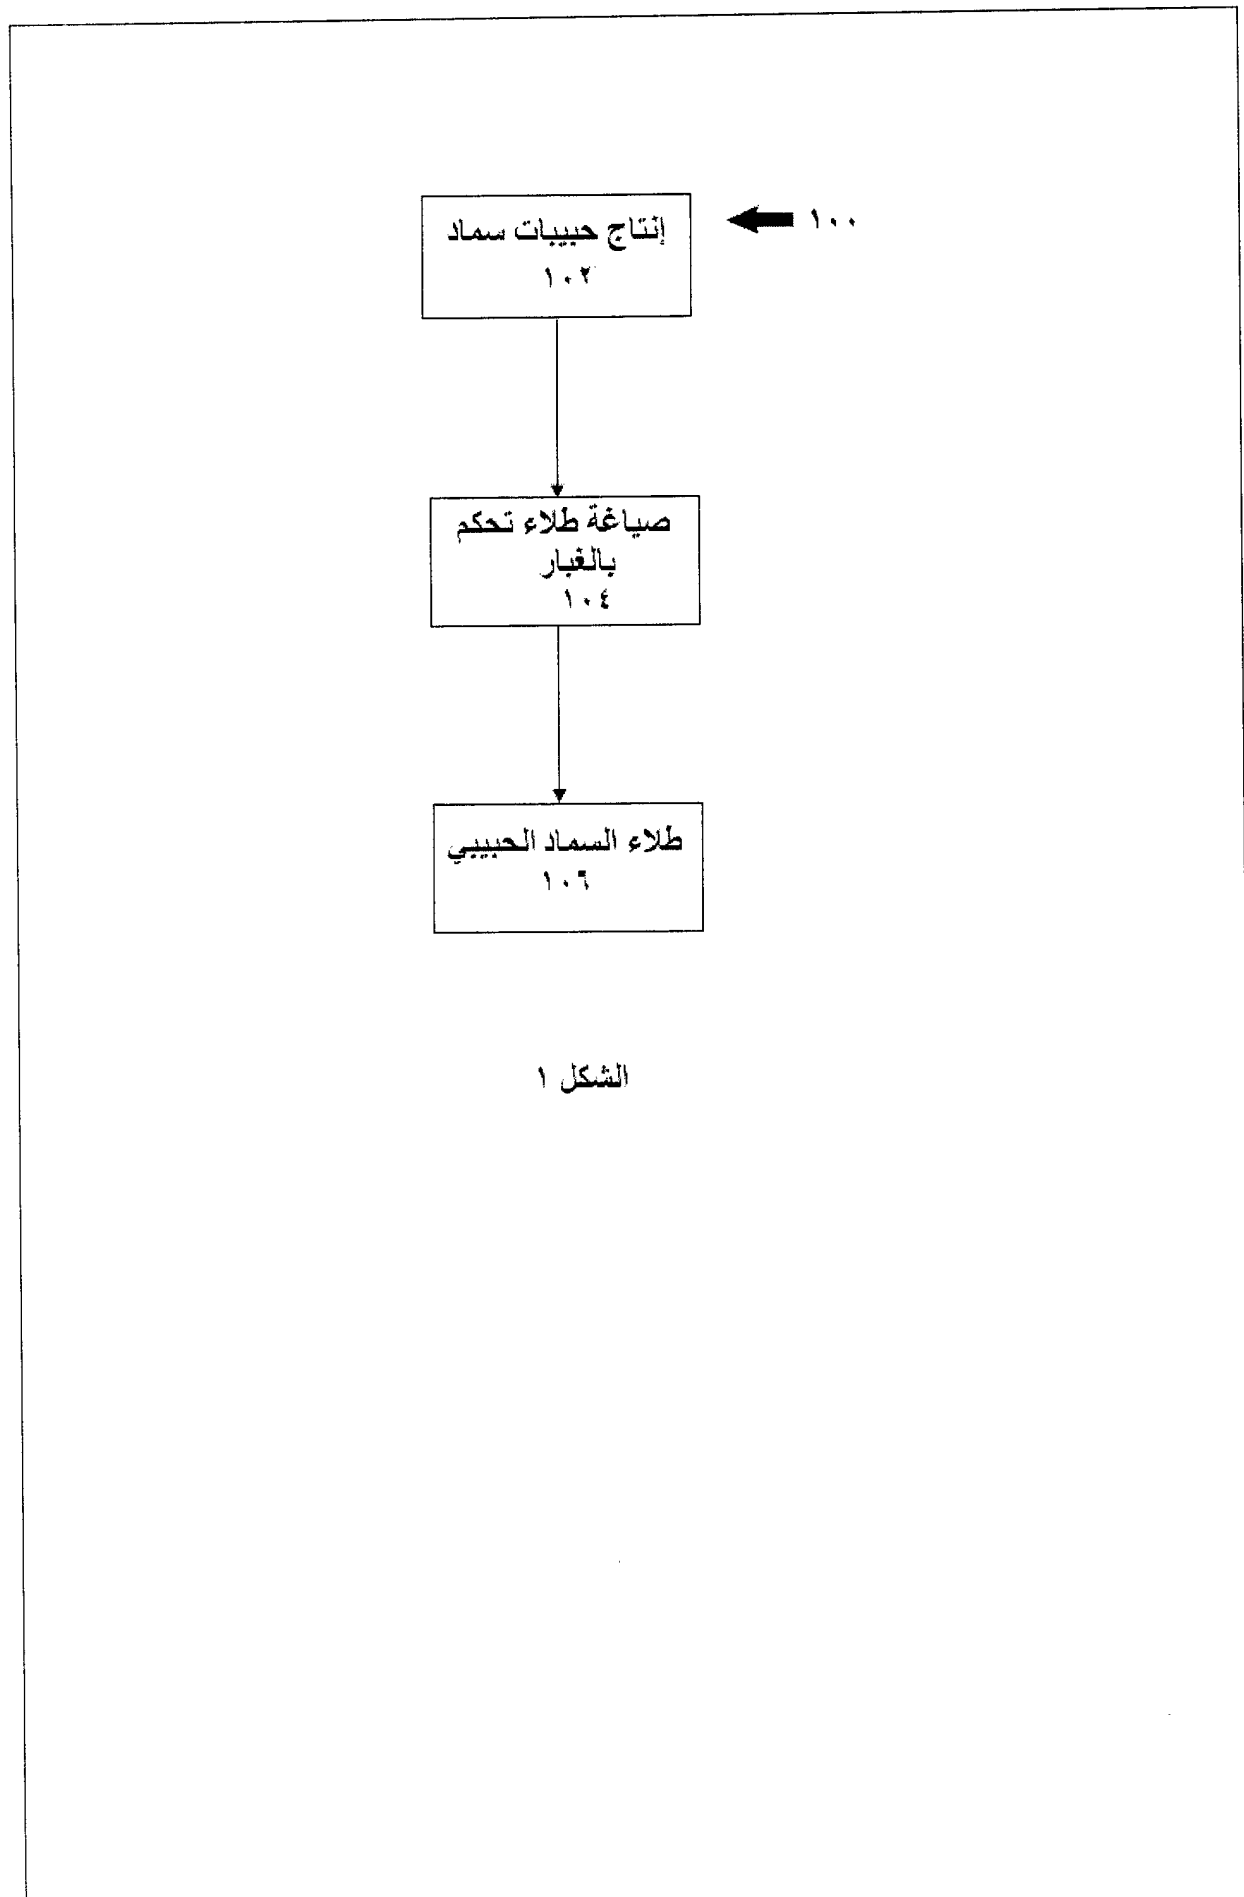 ١٠٠
إنتاج حبيبات سماد
١٠٢
صياغة طلاء تحكم
بالغبار
١٠٤
طلاء السماد الحبيبي
١٠٦
الشكل ١